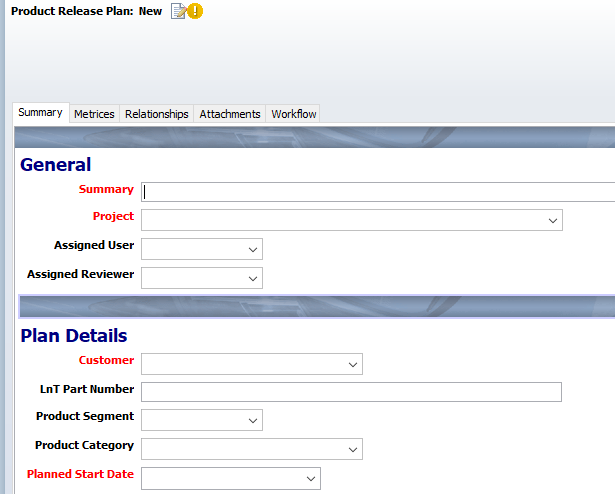 Product Release Plan: New
Summary Metrices Relationships Attachments Workflow
General
Summary
Project
Assigned User
Assigned Reviewer
Plan Details
Customer
LnT Part Number
Product Segment
Product Category
Planned Start Date